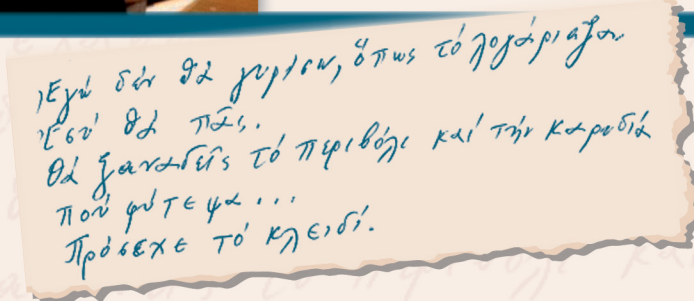 Ἐγώ δέν θά γυρίσω, ὅπως τό λογάριαζα.
Ἐσύ θά πᾶς.
Θά ξαναδεῖς τό περιβόλι καί τήν καρυδιά
πού φύτεψα...
Πρόσεχε τό κλειδί.